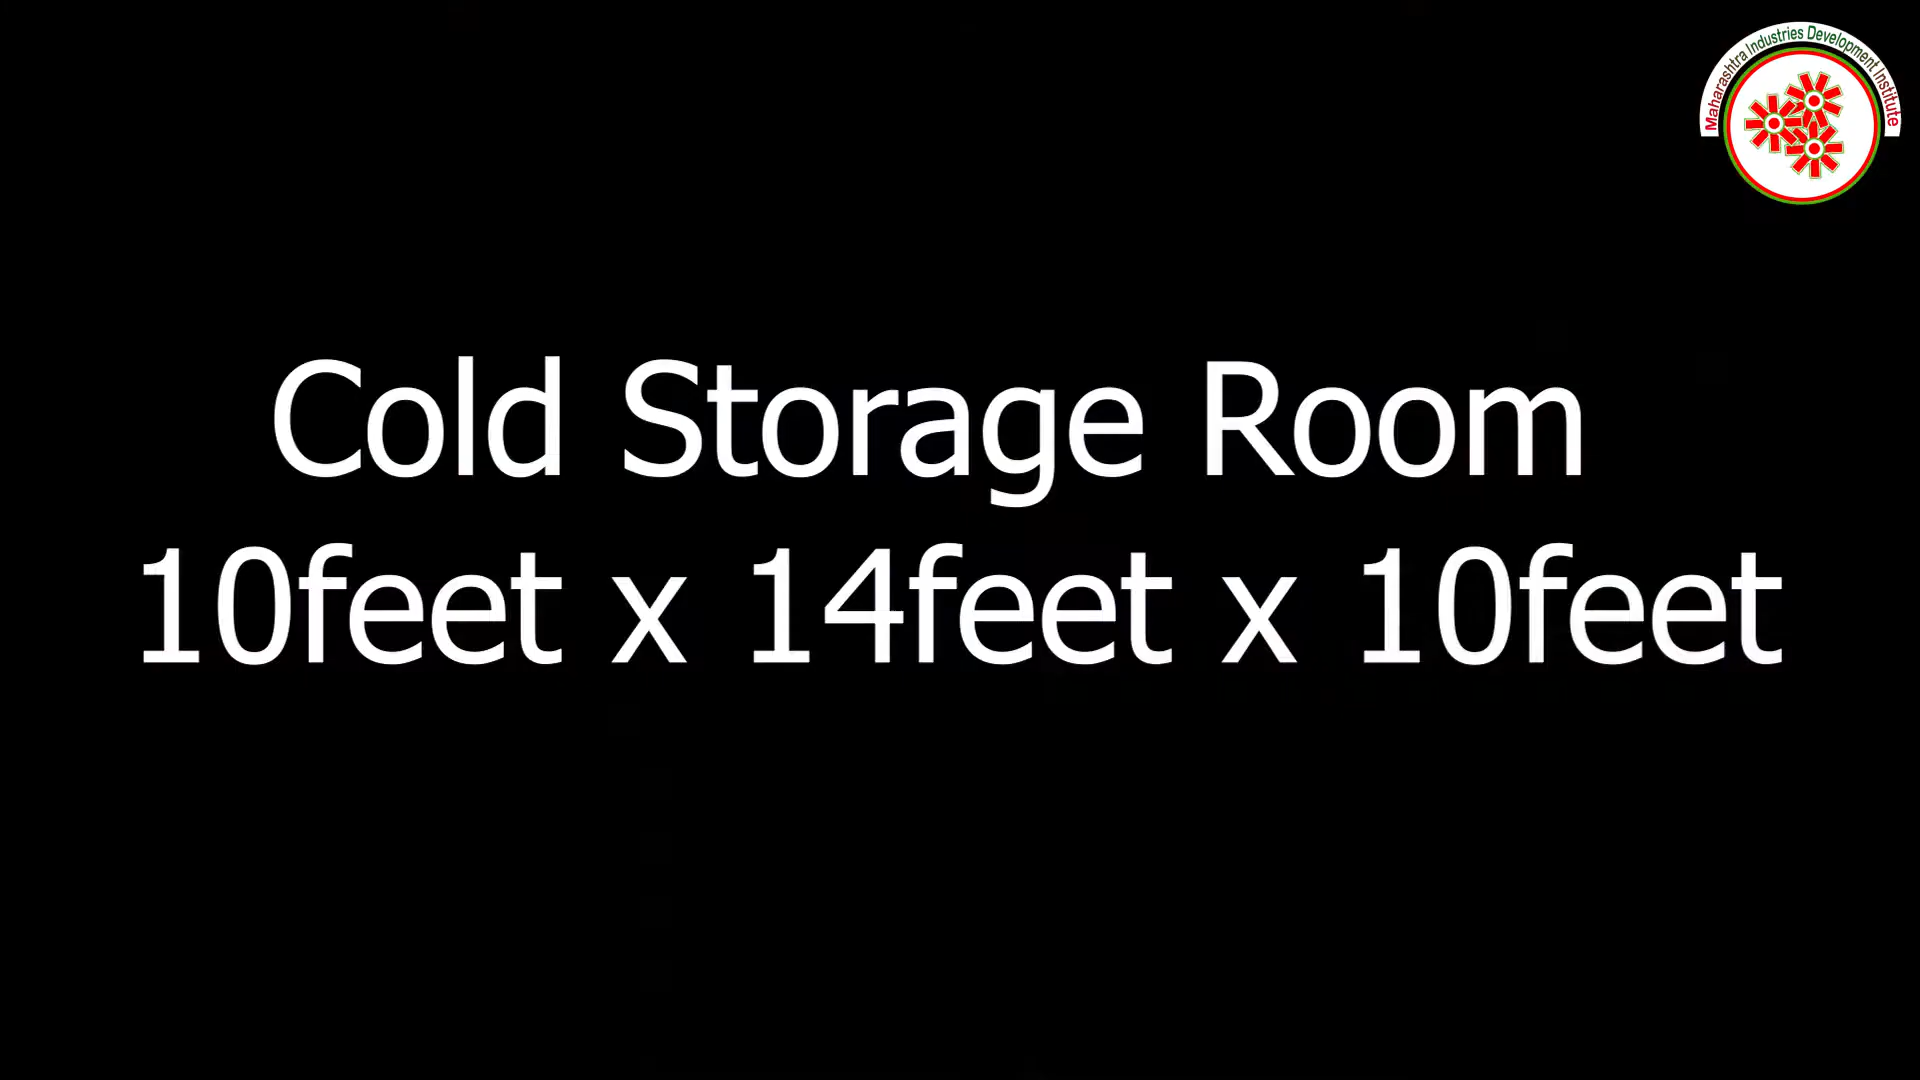 Maharashtra Industries Development Institute
Cold Storage Room
10feet x 14feet x 10feet